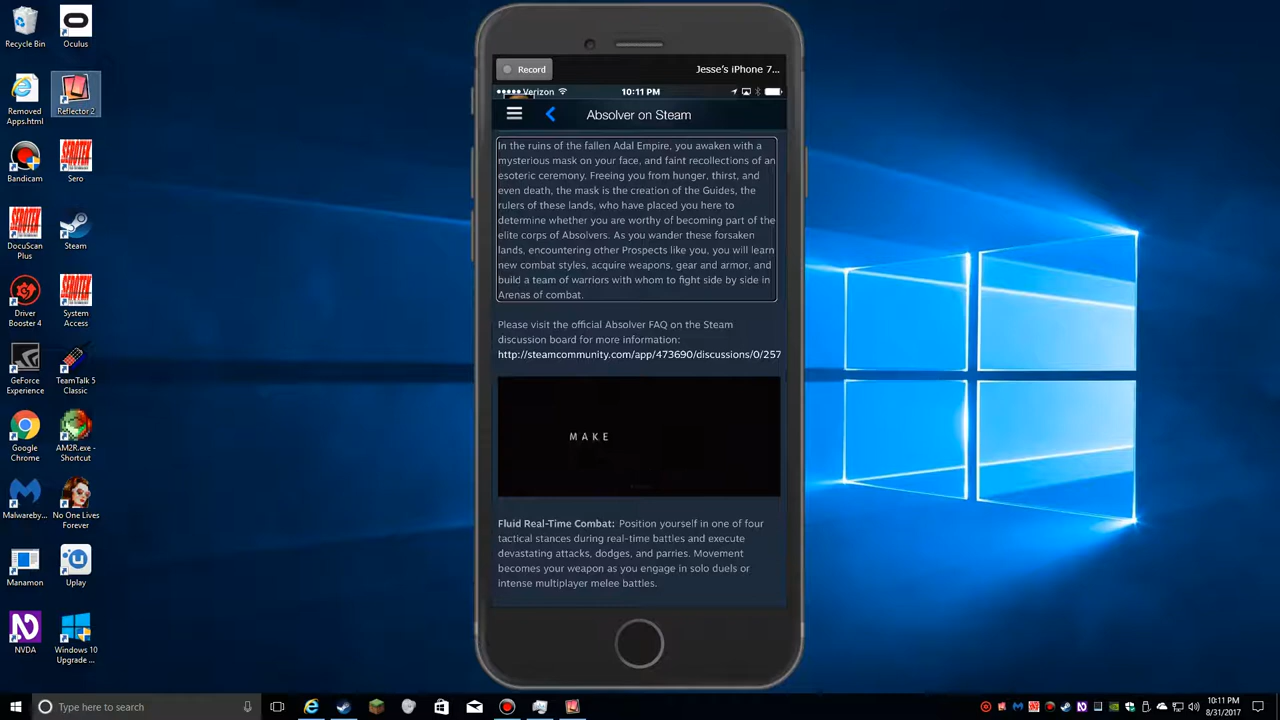 Recycle Bin
Oculus
Removed Apps.html
Reflector 2
Bandicam
Sero
SEROTEK
DocuScan Plus
Steam
SEROTEK
Driver Booster 4
System Access
SEROTEK
GeForce Experience
TeamTalk 5 Classic
Google Chrome
AM2R.exe - Shortcut
Malwareby...
No One Lives Forever
Manamon
Uplay
NVDA
Windows 10 Upgrade ...
Record
Jesse's iPhone 7...
Verizon
10:11 PM
Absolver on Steam
In the ruins of the fallen Adal Empire, you awaken with a
mysterious mask on your face, and faint recollections of an
esoteric ceremony. Freeing you from hunger, thirst, and
even death, the mask is the creation of the Guides, the
rulers of these lands, who have placed you here to
determine whether you are worthy of becoming part of the
elite corps of Absolvers. As you wander these forsaken
lands, encountering other Prospects like you, you will learn
new combat styles, acquire weapons, gear and armor, and
build a team of warriors with whom to fight side by side in
Arenas of combat.
Please visit the official Absolver FAQ on the Steam
discussion board for more information:
http://steamcommunity.com/app/473690/discussions/0/257
MAKE
Fluid Real-Time Combat: Position yourself in one of four
tactical stances during real-time battles and execute
devastating attacks, dodges, and parries. Movement
becomes your weapon as you engage in solo duels or
intense multiplayer melee battles.
Type here to search
10:11 PM
8/31/2017